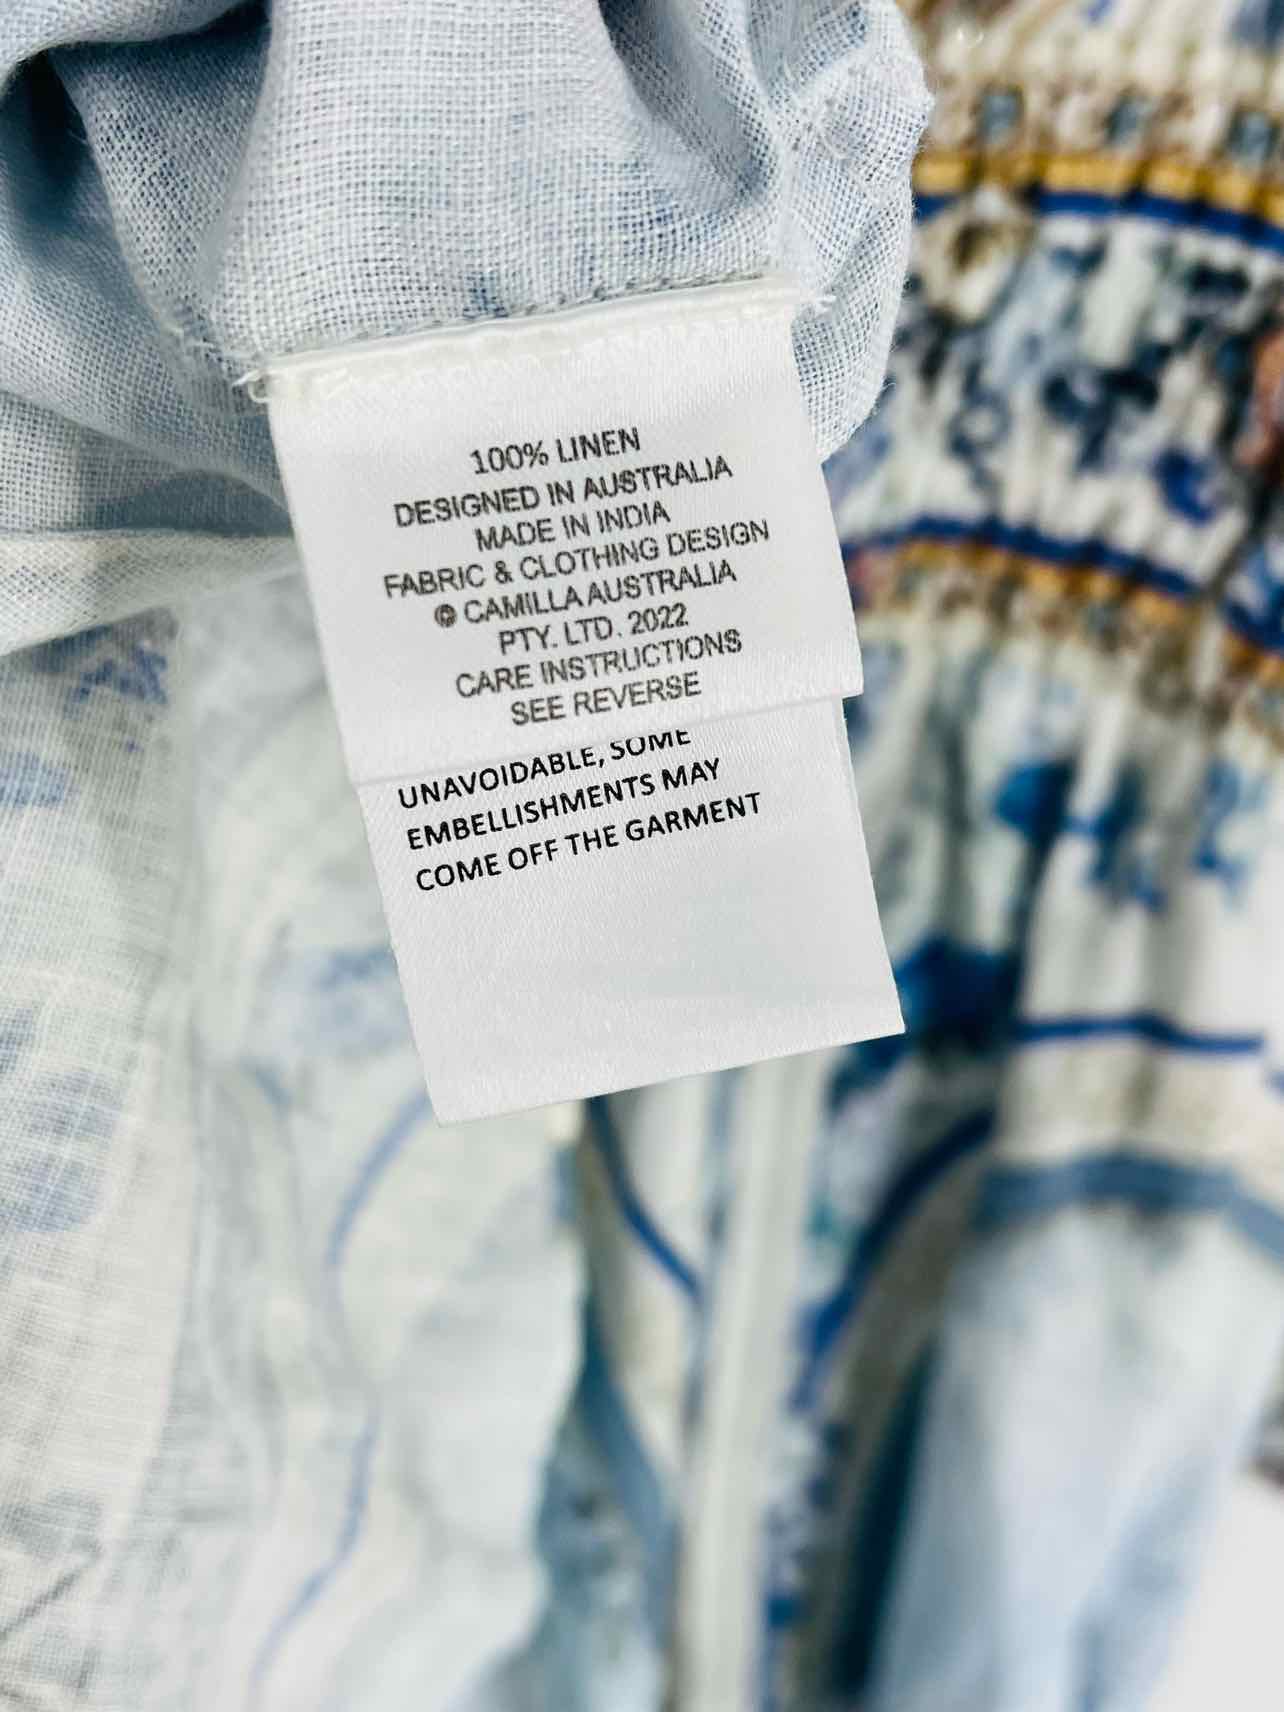 100% LINEN
DESIGNED IN AUSTRALIA
MADE IN INDIA
FABRIC & CLOTHING DESIGN
© CAMILLA AUSTRALIA
PTY. LTD. 2022
CARE INSTRUCTIONS
SEE REVERSE
UNAVOIDABLE, SOME
EMBELLISHMENTS MAY
COME OFF THE GARMENT